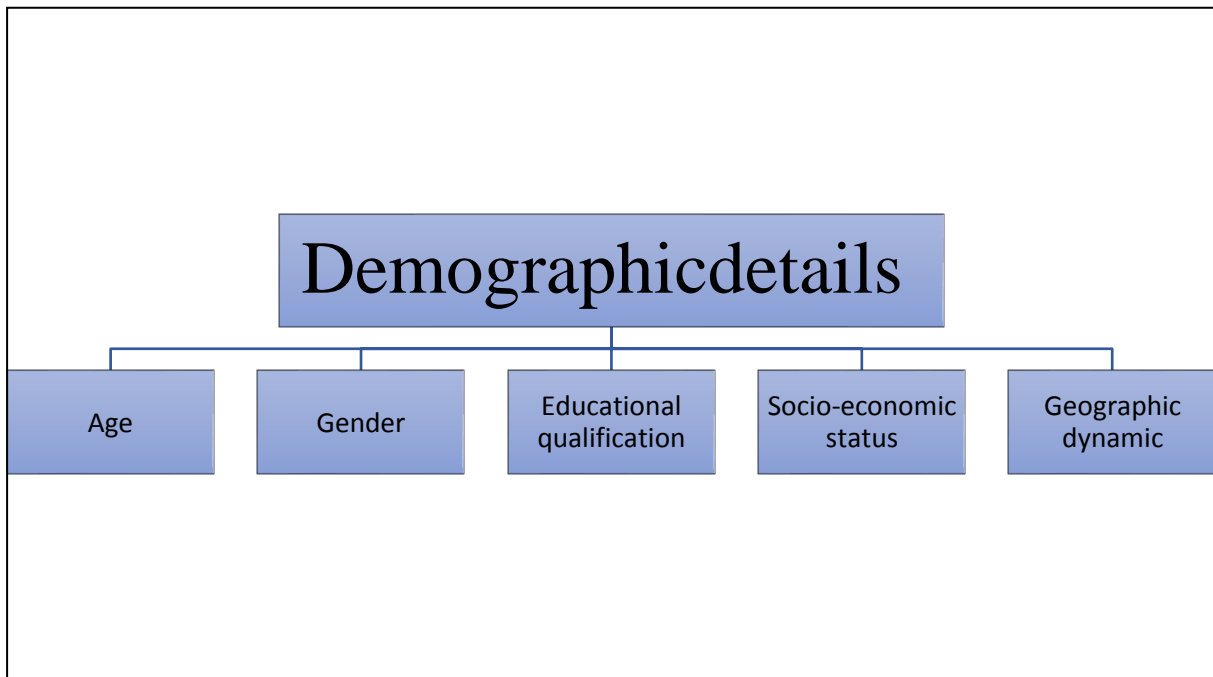 Demographicdetails
Age
Gender
Educational
qualification
Socio-economic
status
Geographic
dynamic